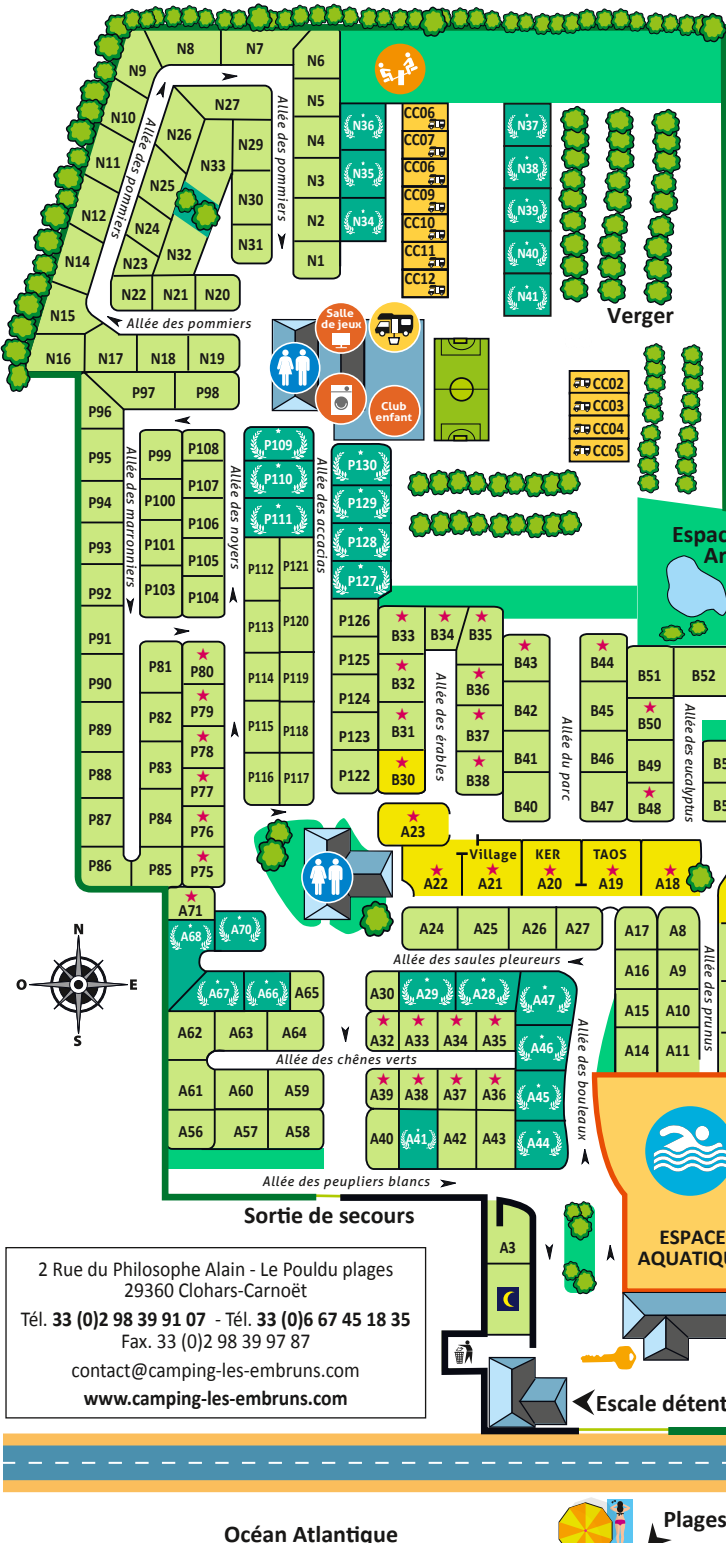 N8
N7
N6
N9
N5
N10
N27
N26
N29
N4
N11
N33
N25
N30
N3
N12
N24
N2
N14
N23
N32
N31
N1
N22
N21
N20
N15
N16
N17
N18
N19
Allée des pommiers
Allée des pommiers
Allée des pommiers
N36
N35
N34
CC06
CC07
CC06
CC09
CC10
CC11
CC12
N37
N38
N39
N40
N41
Verger
Salle
de jeux
Club
enfant
CC02
CC03
CC04
CC05
P97
P98
P96
P95
P94
P93
P92
P91
P90
P89
P88
P87
P86
P85
Allée des marronniers
P99
P100
P101
P103
P108
P107
P106
P105
P104
Allée des noyers
P109
P110
P111
P112
P121
P113
P120
P114
P119
P115
P118
P116
P117
Allée des accacias
P130
P129
P128
P127
P126
P125
P124
P123
P122
P81
P82
P83
P84
P80
P79
P78
P77
P76
P75
Espac
Ar
B33
B34
B35
B32
B31
B30
B36
B37
B38
Allée des érables
B43
B42
B41
B40
Allée du parc
B44
B45
B46
B47
B51
B52
B50
B49
B48
Allée des eucalyptus
B5
B5
A23
Village
KER
TAOS
A22
A21
A20
A19
A18
A71
A68
A70
A67
A66
A65
A62
A63
A64
A61
A60
A59
A56
A57
A58
A24
A25
A26
A27
Allée des saules pleureurs
A17
A8
A16
A9
A15
A10
A14
A11
Allée des prunus
A30
A29
A28
A47
A32
A33
A34
A35
A46
Allée des chênes verts
A39
A38
A37
A36
A45
A40
A41
A42
A43
A44
Allée des bouleaux
Allée des peupliers blancs
N
O
E
S
Sortie de secours
A3
ESPACE
AQUATIQU
2 Rue du Philosophe Alain - Le Pouldu plages
29360 Clohars-Carnoët
Tél. 33 (0)2 98 39 91 07 - Tél. 33 (0)6 67 45 18 35
Fax. 33 (0)2 98 39 97 87
contact@camping-les-embruns.com
www.camping-les-embruns.com
Escale détent
Plages
Océan Atlantique